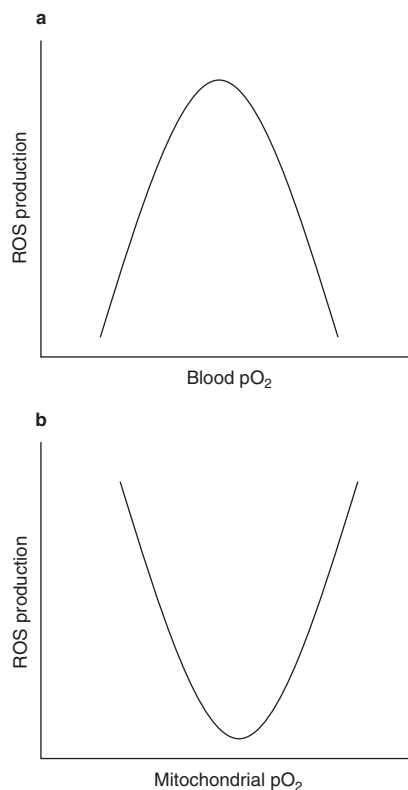 a
ROS production
Blood pO₂
b
ROS production
Mitochondrial pO₂